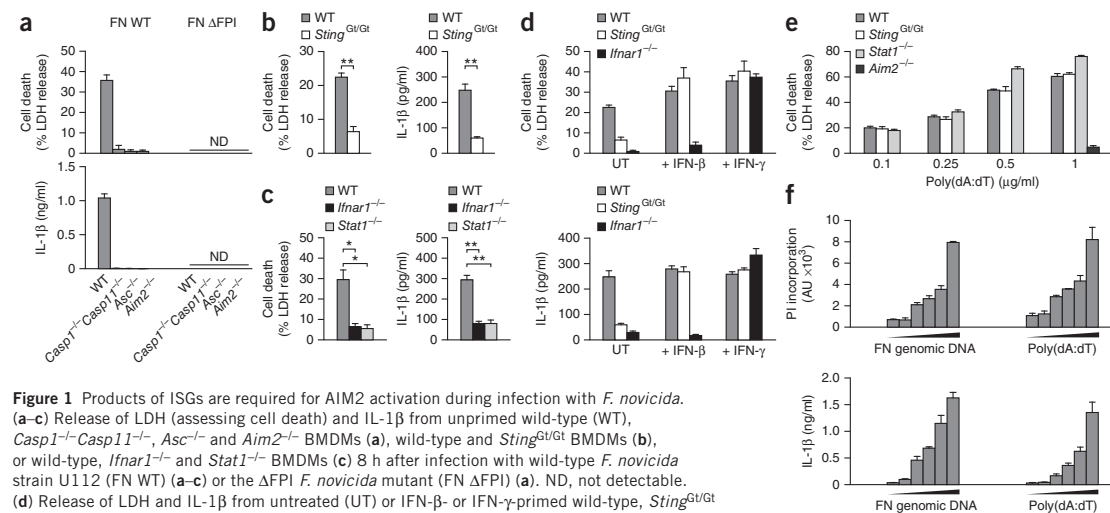 a
FN WT FN ΔFPI
Cell death
(% LDH release)
50
40
30
20
10
0
ND
IL-1β (ng/ml)
1.5
1.0
0.5
0
ND
WT
Casp1–/–Casp11–/–
Asc–/–
Aim2–/–
WT
Casp1–/–Casp11–/–
Asc–/–
Aim2–/–
b
WT
StingGt/Gt
Cell death
(% LDH release)
30
20
10
0
**
WT
StingGt/Gt
IL-1β (pg/ml)
400
300
200
100
0
**
c
WT
Ifnar1–/–
Stat1–/–
Cell death
(% LDH release)
50
40
30
20
10
0
*
*
WT
Ifnar1–/–
Stat1–/–
IL-1β (pg/ml)
500
400
300
200
100
0
**
**
d
WT
StingGt/Gt
Ifnar1–/–
Cell death
(% LDH release)
50
40
30
20
10
0
UT + IFN-β + IFN-γ
WT
StingGt/Gt
Ifnar1–/–
IL-1β (pg/ml)
400
300
200
100
0
UT + IFN-β + IFN-γ
e
WT
StingGt/Gt
Stat1–/–
Aim2–/–
Cell death
(% LDH release)
80
70
60
50
40
30
20
10
0
0.1 0.25 0.5 1
Poly(dA:dT) (μg/ml)
f
PI incorporation
(AU ×10³)
10
8
6
4
2
0
FN genomic DNA Poly(dA:dT)
IL-1β (ng/ml)
2.0
1.5
1.0
0.5
0
FN genomic DNA Poly(dA:dT)
Figure 1 Products of ISGs are required for AIM2 activation during infection with F. novicida.
(a–c) Release of LDH (assessing cell death) and IL-1β from unprimed wild-type (WT),
Casp1–/–Casp11–/–, Asc–/– and Aim2–/– BMDMs (a), wild-type and StingGt/Gt BMDMs (b),
or wild-type, Ifnar1–/– and Stat1–/– BMDMs (c) 8 h after infection with wild-type F. novicida
strain U112 (FN WT) (a–c) or the ΔFPI F. novicida mutant (FN ΔFPI) (a). ND, not detectable.
(d) Release of LDH and IL-1β from untreated (UT) or IFN-β- or IFN-γ-primed wild-type, StingGt/Gt